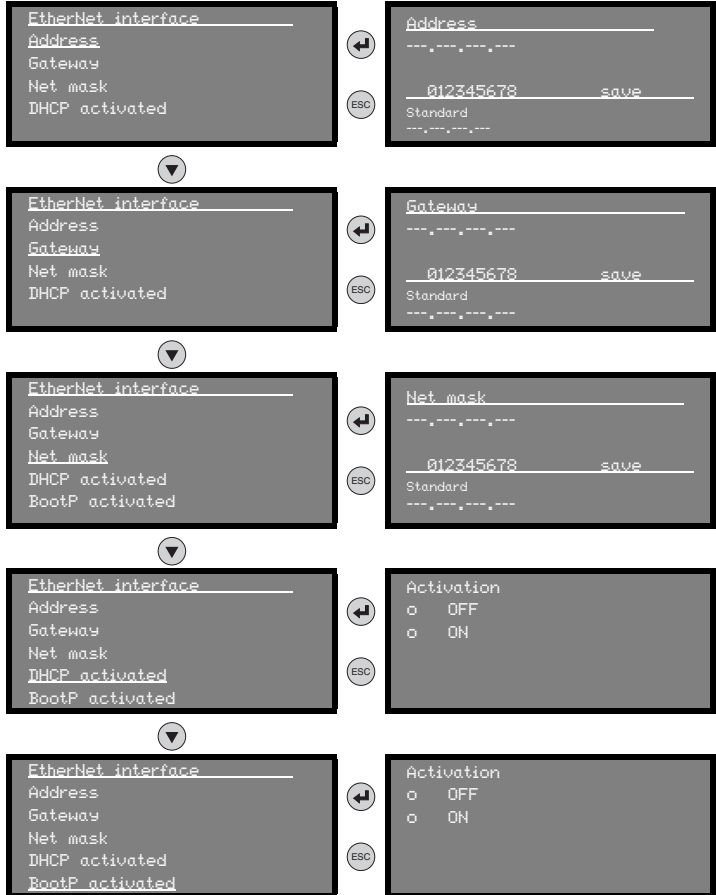 EtherNet interface
Address
Gateway
Net mask
DHCP activated
ESC
Address
---.---.---.---
012345678 save
Standard
---.---.---.---
EtherNet interface
Address
Gateway
Net mask
DHCP activated
ESC
Gateway
---.---.---.---
012345678 save
Standard
---.---.---.---
EtherNet interface
Address
Gateway
Net mask
DHCP activated
BootP activated
ESC
Net mask
---.---.---.---
012345678 save
Standard
---.---.---.---
EtherNet interface
Address
Gateway
Net mask
DHCP activated
BootP activated
ESC
Activation
o OFF
o ON
EtherNet interface
Address
Gateway
Net mask
DHCP activated
BootP activated
ESC
Activation
o OFF
o ON